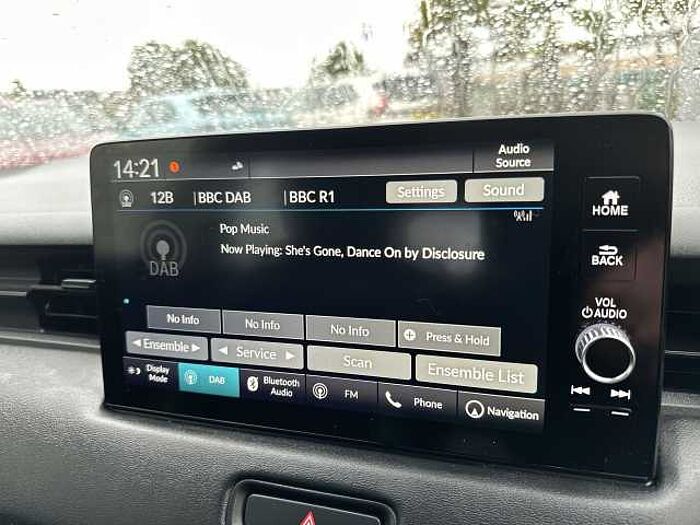 14:21
Audio
Source
12B | BBC DAB | BBC R1 Settings Sound
Pop Music
Now Playing: She's Gone, Dance On by Disclosure
DAB
No Info No Info No Info + Press & Hold
◀ Ensemble ▶ ◀ Service ▶ Scan Ensemble List
Display
Mode
DAB
Bluetooth
Audio
FM
Phone
Navigation
HOME
BACK
VOL
AUDIO